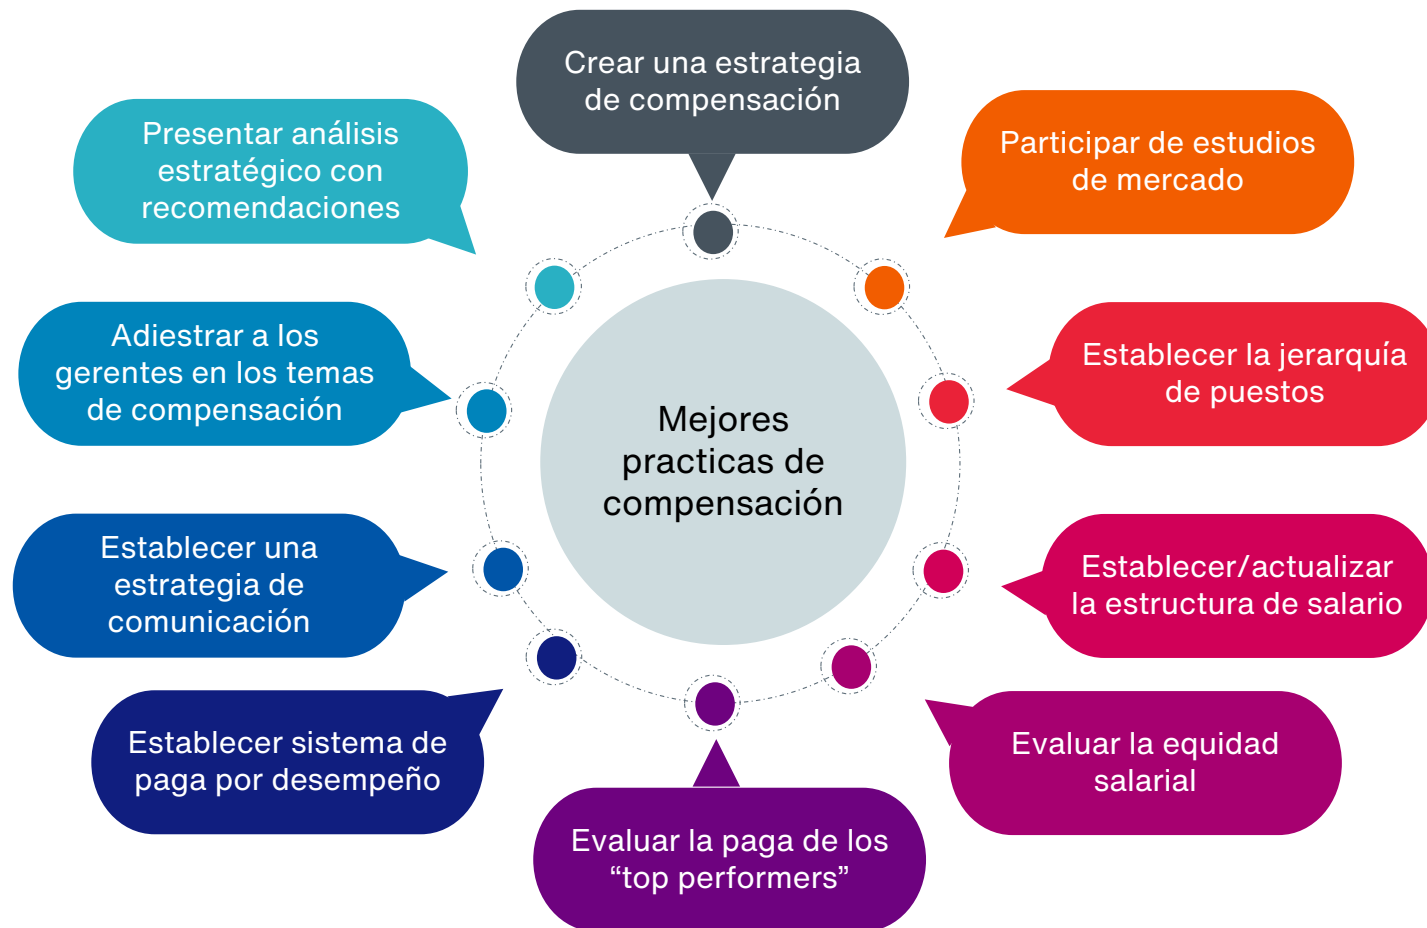 Crear una estrategia
de compensación
Participar de estudios
de mercado
Establecer la jerarquía
de puestos
Establecer/actualizar
la estructura de salario
Evaluar la equidad
salarial
Evaluar la paga de los
“top performers”
Establecer sistema de
paga por desempeño
Establecer una
estrategia de
comunicación
Adiestrar a los
gerentes en los temas
de compensación
Presentar análisis
estratégico con
recomendaciones
Mejores
practicas de
compensación